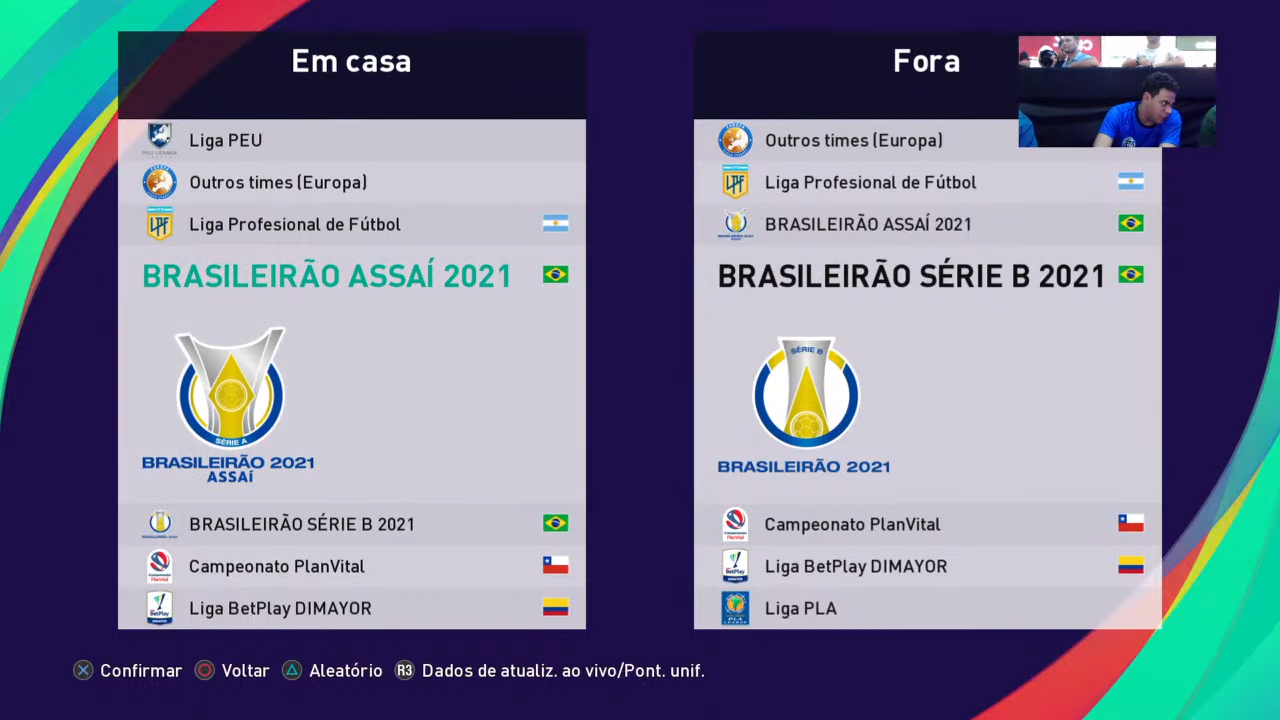 Em casa
Liga PEU
Outros times (Europa)
Liga Profesional de Fútbol
BRASILEIRÃO ASSAÍ 2021
SÉRIE A
BRASILEIRÃO 2021
ASSAÍ
BRASILEIRÃO SÉRIE B 2021
Campeonato PlanVital
Liga BetPlay DIMAYOR
Fora
Outros times (Europa)
Liga Profesional de Fútbol
BRASILEIRÃO ASSAÍ 2021
BRASILEIRÃO SÉRIE B 2021
SÉRIE B
BRASILEIRÃO 2021
Campeonato PlanVital
Liga BetPlay DIMAYOR
Liga PLA
Confirmar
Voltar
Aleatório
R3 Dados de atualiz. ao vivo/Pont. unif.